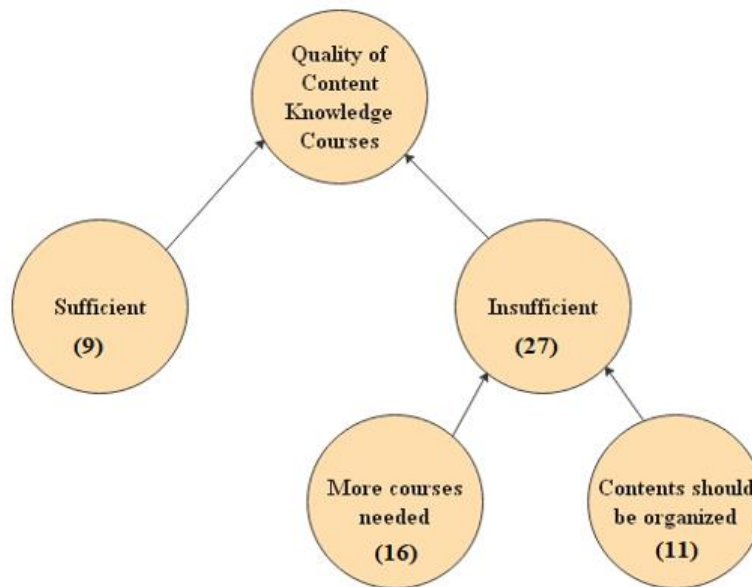 Quality of
Content
Knowledge
Courses
Sufficient
(9)
Insufficient
(27)
More courses
needed
(16)
Contents should
be organized
(11)